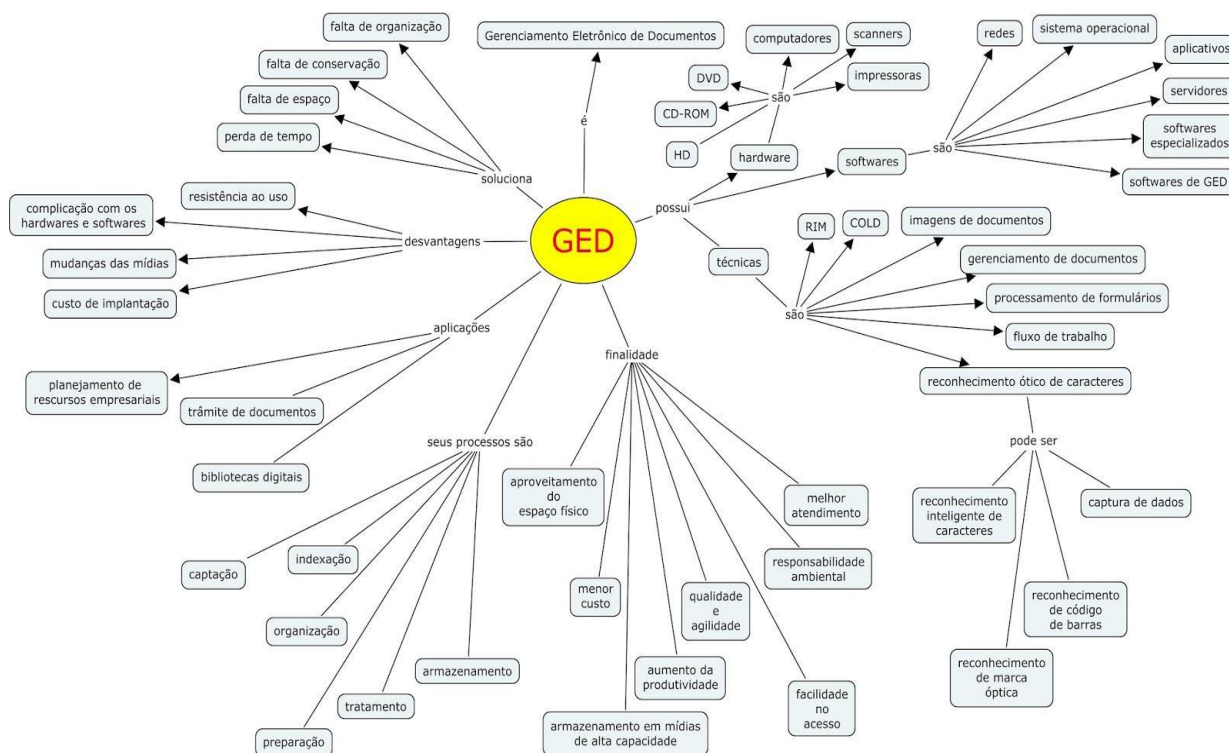 falta de organização
Gerenciamento Eletrônico de Documentos
computadores
scanners
redes
sistema operacional
falta de conservação
DVD
impressoras
aplicativos
falta de espaço
são
CD-ROM
servidores
perda de tempo
é
HD
hardware
softwares
são
softwares
especializados
soluciona
softwares de GED
resistência ao uso
complicação com os
hardwares e softwares
desvantagens
GED
possui
RIM
COLD
imagens de documentos
mudanças das mídias
técnicas
gerenciamento de documentos
custo de implantação
processamento de formulários
são
aplicações
fluxo de trabalho
finalidade
planejamento de
rescursos empresariais
reconhecimento ótico de caracteres
trâmite de documentos
seus processos são
pode ser
bibliotecas digitais
aproveitamento
do
espaço físico
melhor
atendimento
reconhecimento
inteligente de
caracteres
captura de dados
indexação
captação
responsabilidade
ambiental
menor
custo
qualidade
e
agilidade
reconhecimento
de código
de barras
organização
armazenamento
aumento da
produtividade
reconhecimento
de marca
óptica
tratamento
facilidade
no
acesso
armazenamento em mídias
de alta capacidade
preparação